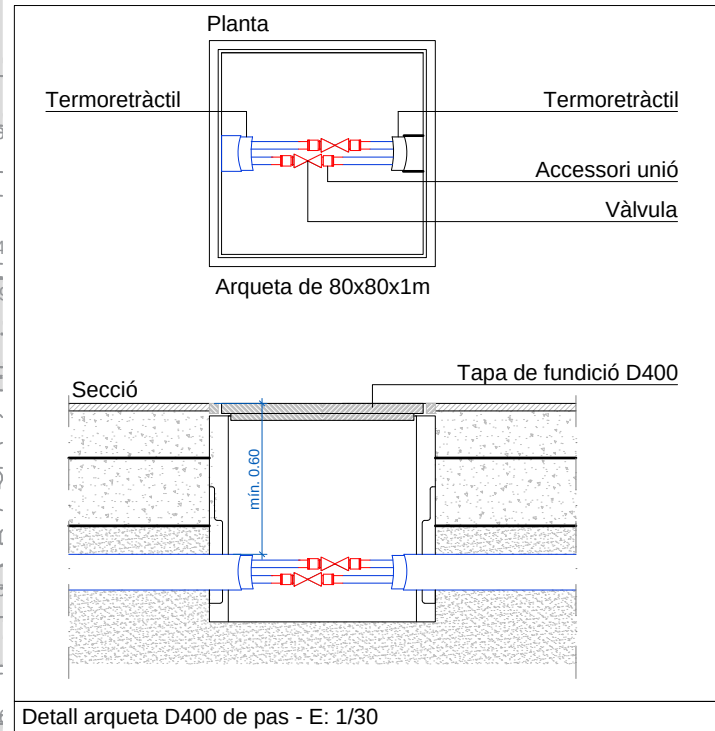 Planta
Termoretràctil
Termoretràctil
Accessori unió
Vàlvula
Arqueta de 80x80x1m
Tapa de fundició D400
Secció
mín. 0.60
Detall arqueta D400 de pas - E: 1/30